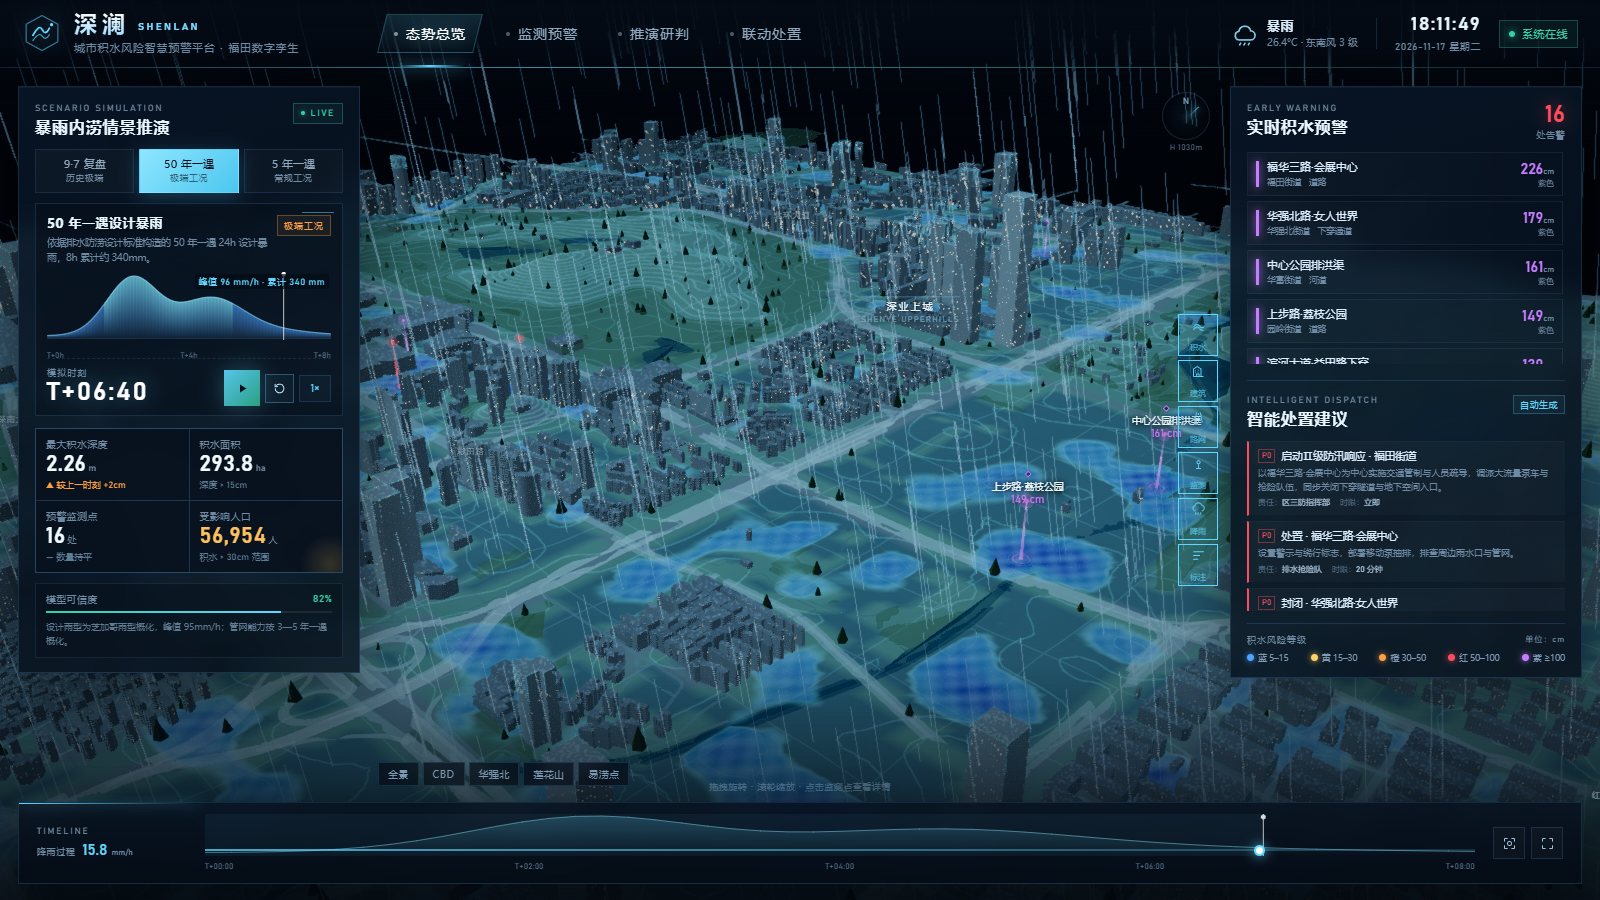 深澜 SHENLAN
城市积水风险智慧预警平台 · 福田数字孪生
态势总览
监测预警
推演研判
联动处置
暴雨
26.4°C · 东南风 3 级
18:11:49
2026-11-17 星期二
系统在线
SCENARIO SIMULATION
暴雨内涝情景推演
LIVE
9·7 复盘
历史极端
50 年一遇
极端工况
5 年一遇
常规工况
50 年一遇设计暴雨
极端工况
依据排水防涝设计标准构造的 50 年一遇 24h 设计暴
雨，8h 累计约 340mm。
峰值 96 mm/h · 累计 340 mm
T+0h
T+4h
T+8h
模拟时刻
T+06:40
1×
最大积水深度
2.26 m
▲ 较上一时刻 +2cm
积水面积
293.8 ha
深度 > 15cm
预警监测点
16 处
— 数量持平
受影响人口
56,954 人
积水 > 30cm 范围
模型可信度
82%
设计雨型为芝加哥雨型概化，峰值 95mm/h；管网能力按 3—5 年一遇
概化。
N
H 1030m
深业上城
SHENYE UPPERHILLS
中心公园排洪渠
161cm
上步路·荔枝公园
149cm
积水
建筑
路网
监测
降雨
标注
EARLY WARNING
实时积水预警
16
处告警
福华三路·会展中心
福田街道 道路
226cm
紫色
华强北路·女人世界
华强北街道 下穿通道
179cm
紫色
中心公园排洪渠
华富街道 河道
161cm
紫色
上步路·荔枝公园
园岭街道 道路
149cm
紫色
滨河大道·益田路下穿
INTELLIGENT DISPATCH
智能处置建议
自动生成
P0 启动Ⅱ级防汛响应 · 福田街道
以福华三路·会展中心为中心实施交通管制与人员疏导，调派大流量泵车与
抢险队伍，同步关闭下穿隧道与地下空间入口。
责任：区三防指挥部 时限：立即
P0 处置 · 福华三路·会展中心
设置警示与绕行标志，部署移动泵抽排，排查周边雨水口与管网。
责任：排水抢险队 时限：20 分钟
P0 封闭 · 华强北路·女人世界
积水风险等级
单位：cm
蓝 5–15
黄 15–30
橙 30–50
红 50–100
紫 ≥100
全景
CBD
华强北
莲花山
易涝点
拖拽旋转 · 滚轮缩放 · 点击监测点查看详情
TIMELINE
降雨过程 15.8 mm/h
T+00:00
T+02:00
T+04:00
T+06:00
T+08:00